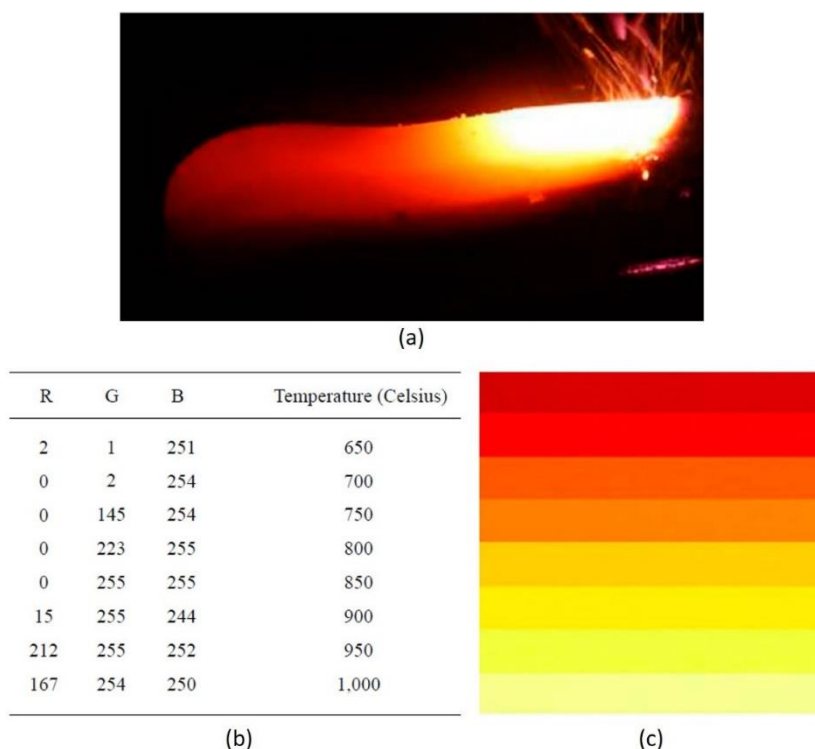 (a)
R G B Temperature (Celsius)
2 1 251 650
0 2 254 700
0 145 254 750
0 223 255 800
0 255 255 850
15 255 244 900
212 255 252 950
167 254 250 1,000
(b) (c)